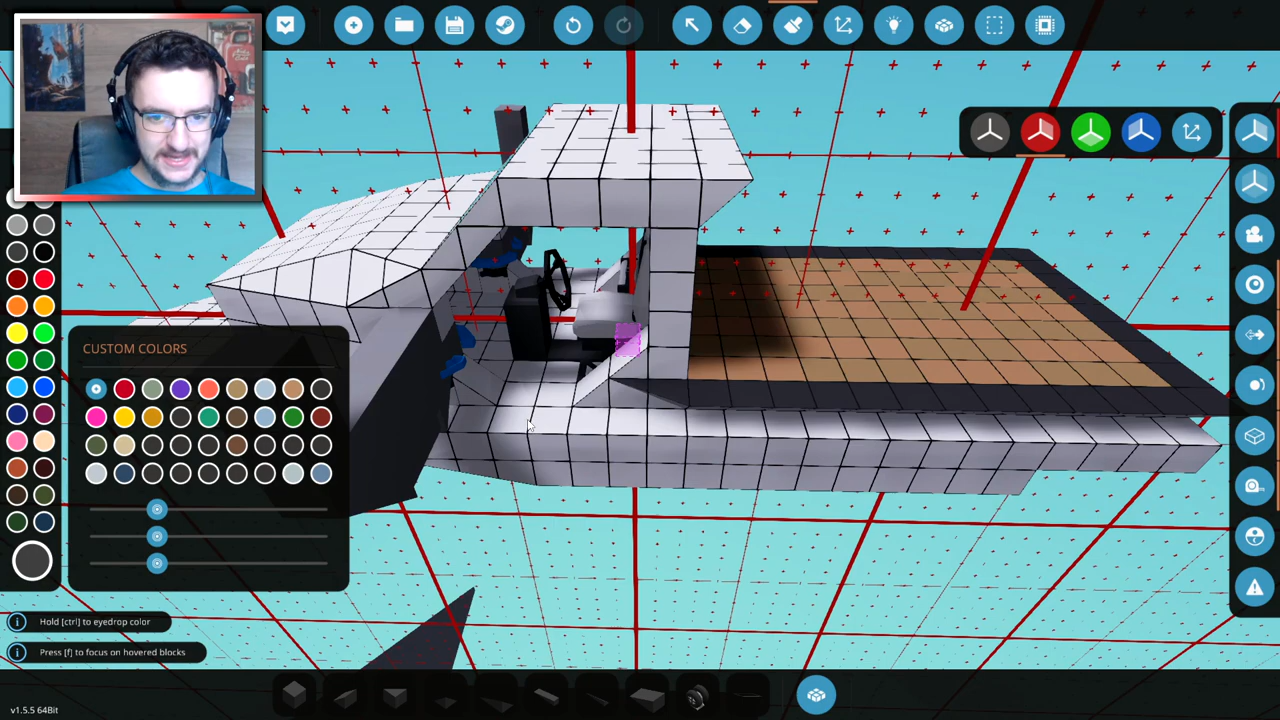 CUSTOM COLORS
Hold [ctrl] to eyedrop color
Press [f] to focus on hovered blocks
v1.5.5 64Bit